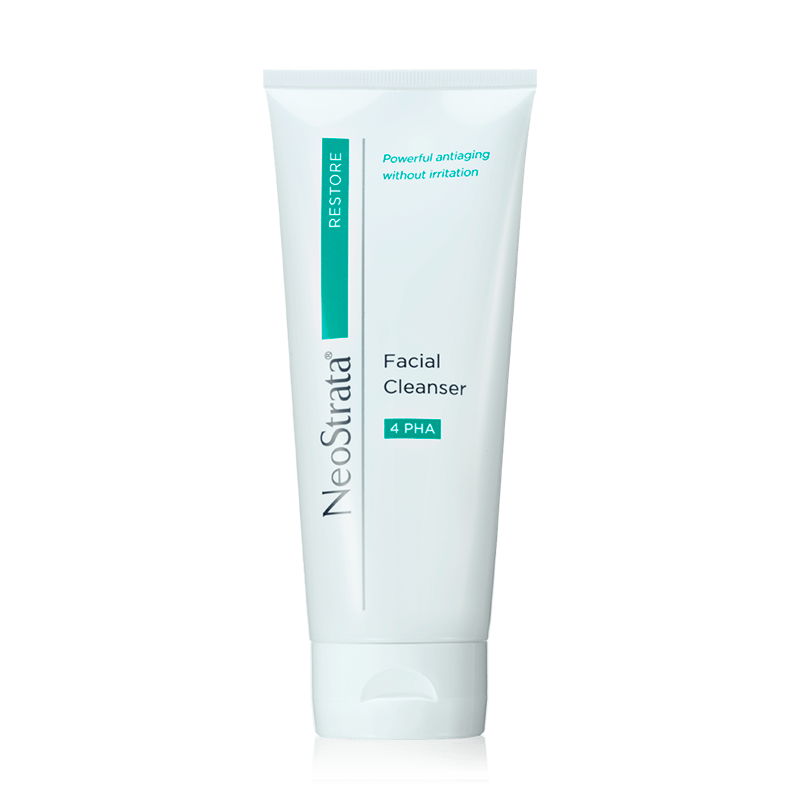 RESTORE
NeoStrata®
Powerful antiaging
without irritation
Facial
Cleanser
4 PHA